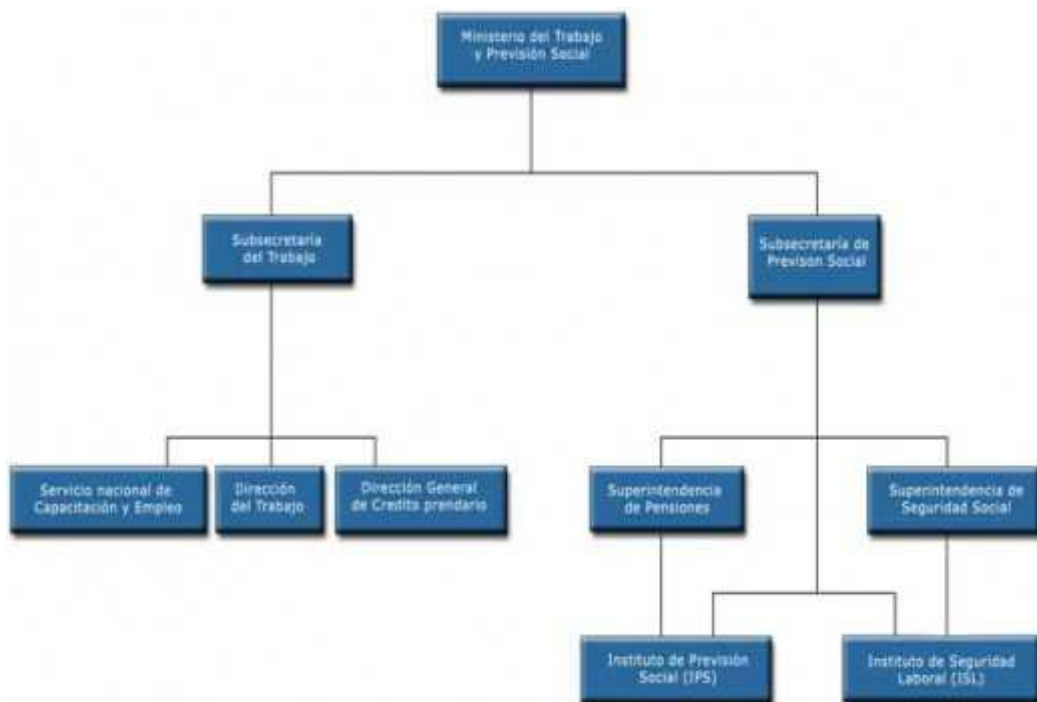 Ministerio del Trabajo
y Previsión Social
Subsecretaría
del Trabajo
Subsecretaría de
Previson Social
Servicio nacional de
Capacitación y Empleo
Dirección
del Trabajo
Dirección General
de Credito prendario
Superintendencia
de Pensiones
Superintendencia de
Seguridad Social
Instituto de Previsión
Social (IPS)
Instituto de Seguridad
Laboral (ISL)